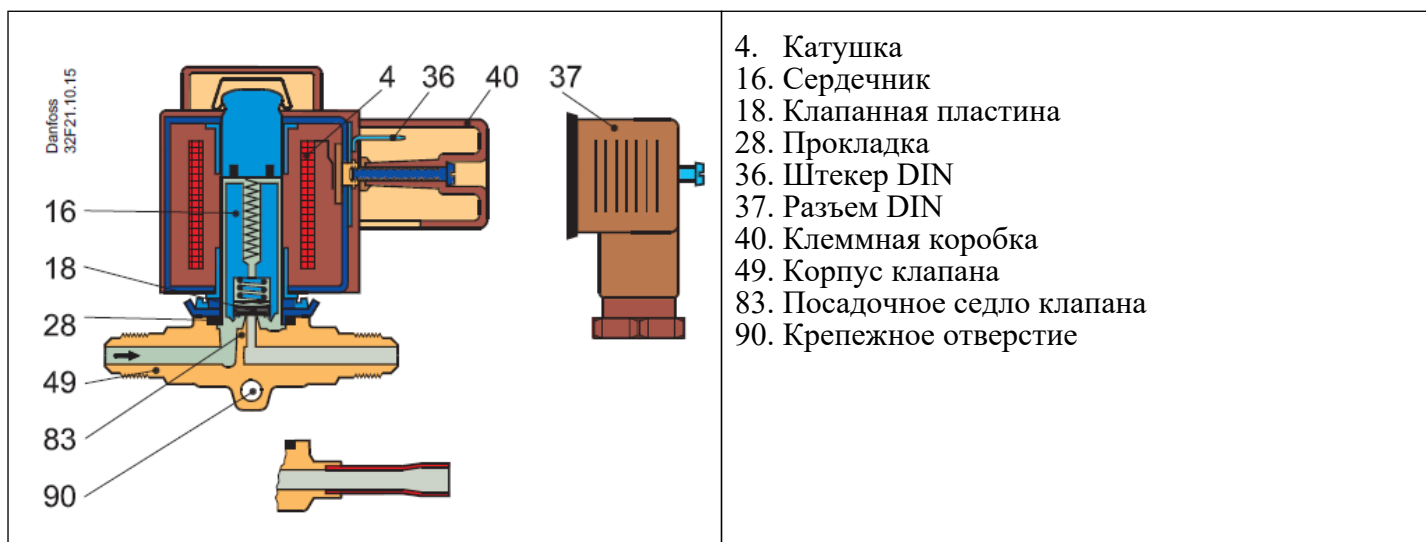 Danfoss
32F21.10.15
4 36 40 37
16
18
28
49
83
90
4. Катушка
16. Сердечник
18. Клапанная пластина
28. Прокладка
36. Штекер DIN
37. Разъем DIN
40. Клеммная коробка
49. Корпус клапана
83. Посадочное седло клапана
90. Крепежное отверстие